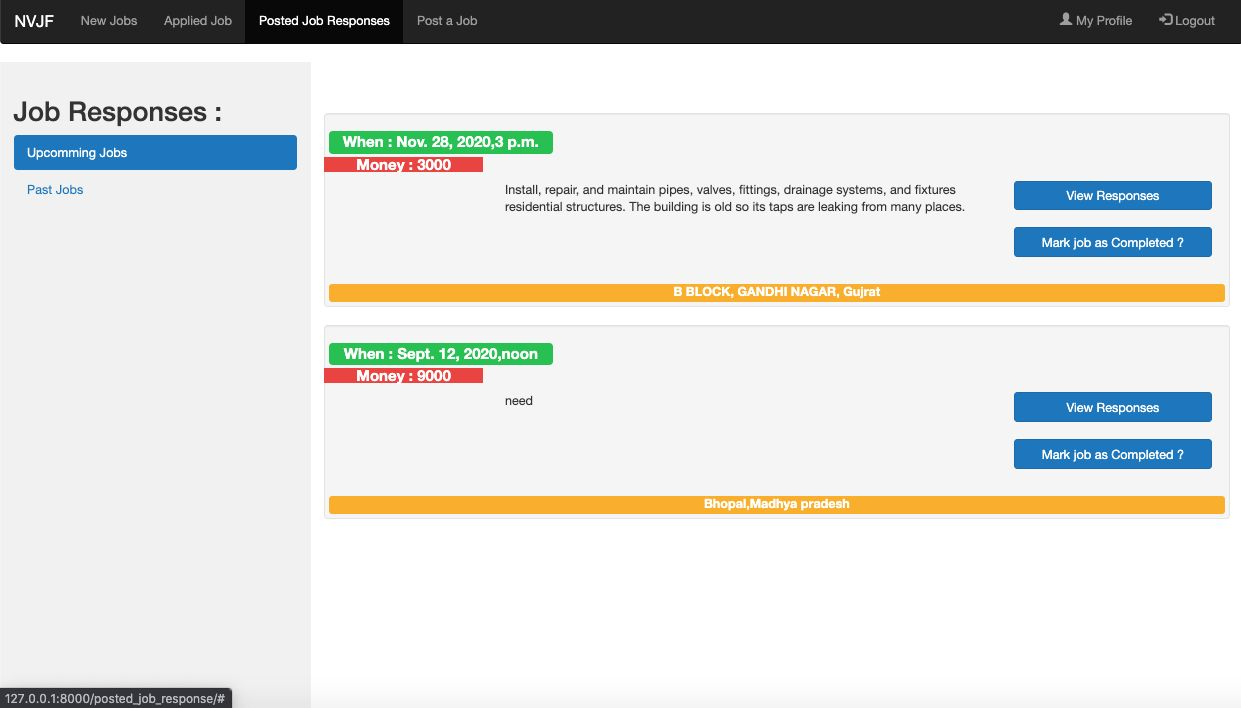 NVJF New Jobs Applied Job Posted Job Responses Post a Job My Profile Logout
Job Responses :
Upcomming Jobs
Past Jobs
When : Nov. 28, 2020,3 p.m.
Money : 3000
Install, repair, and maintain pipes, valves, fittings, drainage systems, and fixtures
residential structures. The building is old so its taps are leaking from many places.
View Responses
Mark job as Completed ?
B BLOCK, GANDHI NAGAR, Gujrat
When : Sept. 12, 2020,noon
Money : 9000
need
View Responses
Mark job as Completed ?
Bhopal,Madhya pradesh
127.0.0.1:8000/posted_job_response/#